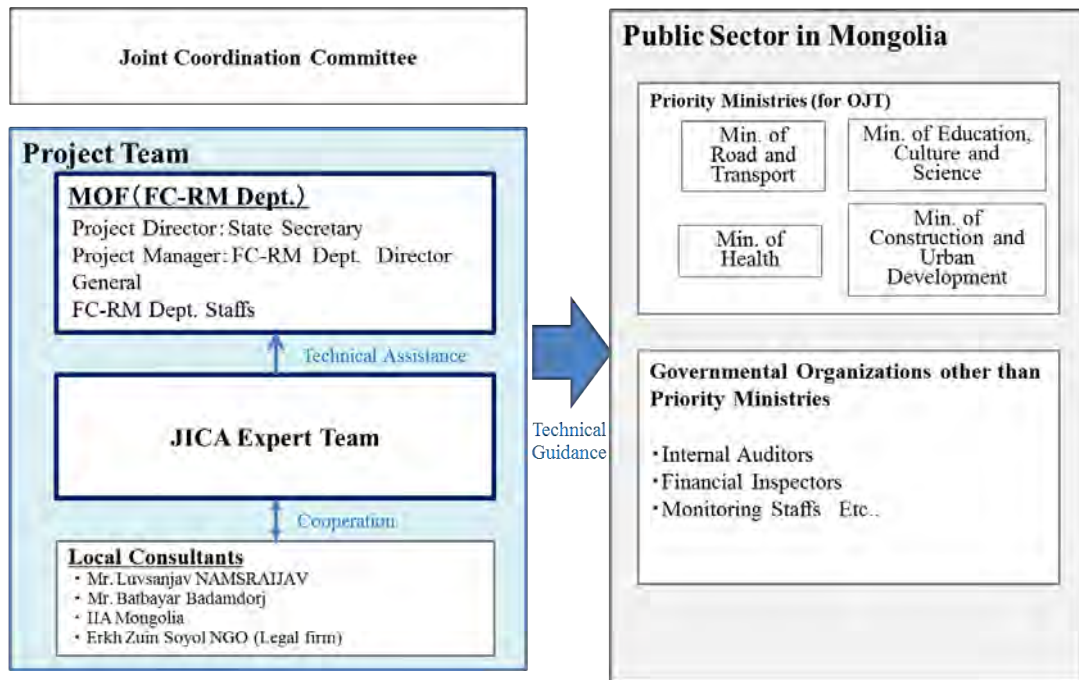 Joint Coordination Committee
Project Team
MOF(FC-RM Dept.)
Project Director:State Secretary
Project Manager:FC-RM Dept. Director
General
FC-RM Dept. Staffs
Technical Assistance
JICA Expert Team
Cooperation
Local Consultants
・Mr. Luvsanjav NAMSRAIJAV
・Mr. Batbayar Badamdorj
・IIA Mongolia
・Erkh Zuin Soyol NGO (Legal firm)
Technical
Guidance
Public Sector in Mongolia
Priority Ministries (for OJT)
Min. of
Road and
Transport
Min. of Education,
Culture and
Science
Min. of
Health
Min. of
Construction and
Urban
Development
Governmental Organizations other than
Priority Ministries
・Internal Auditors
・Financial Inspectors
・Monitoring Staffs Etc..